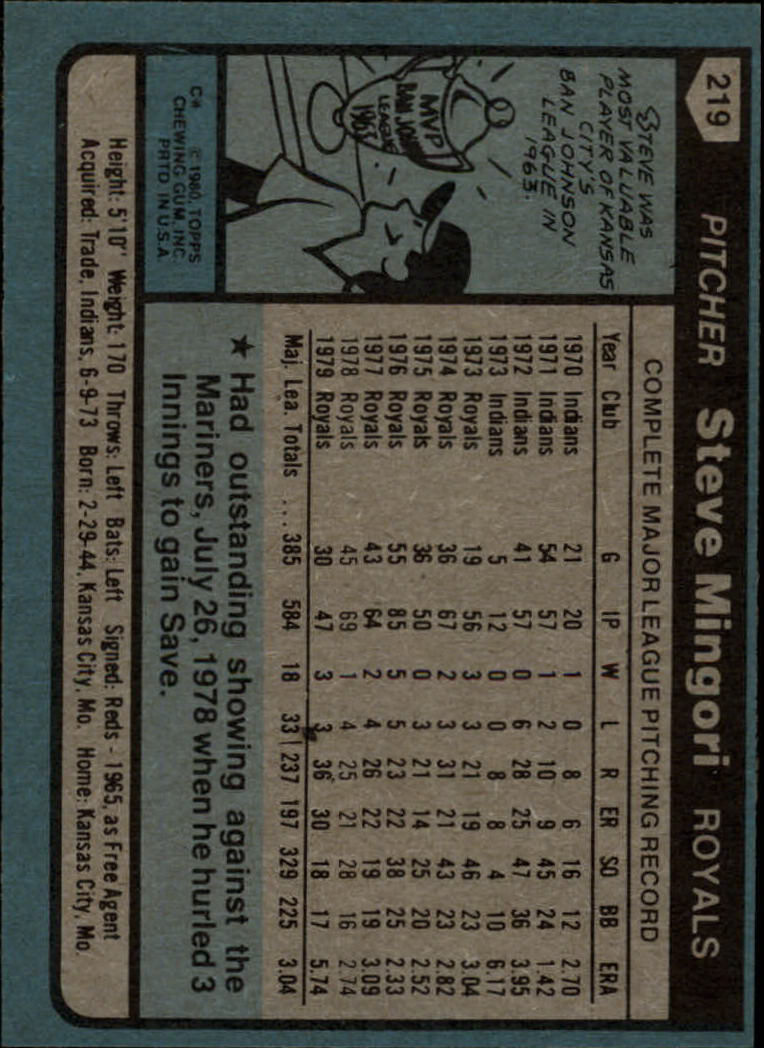 219
PITCHER Steve Mingori ROYALS
STEVE WAS
MOST VALUABLE
PLAYER OF KANSAS
CITY'S
BAN JOHNSON
LEAGUE IN
1963.
MVP
BAN JOHN
LEAGUE
1963
C# © 1980 TOPPS
CHEWING GUM, INC.
PRTD. IN U.S.A.
COMPLETE MAJOR LEAGUE PITCHING RECORD
Year Club G IP W L R ER SO BB ERA
1970 Indians 21 20 1 0 8 6 16 12 2.70
1971 Indians 54 57 1 2 10 9 45 24 1.42
1972 Indians 41 57 0 6 28 25 47 36 3.95
1973 Indians 5 12 0 0 8 8 4 10 6.17
1973 Royals 19 56 3 3 21 19 46 23 3.04
1974 Royals 36 67 2 3 31 21 43 23 2.82
1975 Royals 36 50 0 3 21 14 25 20 2.52
1976 Royals 55 85 5 5 23 22 38 25 2.33
1977 Royals 43 64 2 4 26 22 19 19 3.09
1978 Royals 45 69 1 4 25 21 28 16 2.74
1979 Royals 30 47 3 3 36 30 18 17 5.74
Maj. Lea. Totals ... 385 584 18 33 237 197 329 225 3.04
★ Had outstanding showing against the
Mariners, July 26, 1978 when he hurled 3
Innings to gain Save.
Height: 5'10" Weight: 170 Throws: Left Bats: Left Signed: Reds - 1965, as Free Agent
Acquired: Trade, Indians, 6-9-73 Born: 2-29-44, Kansas City, Mo. Home: Kansas City, Mo.